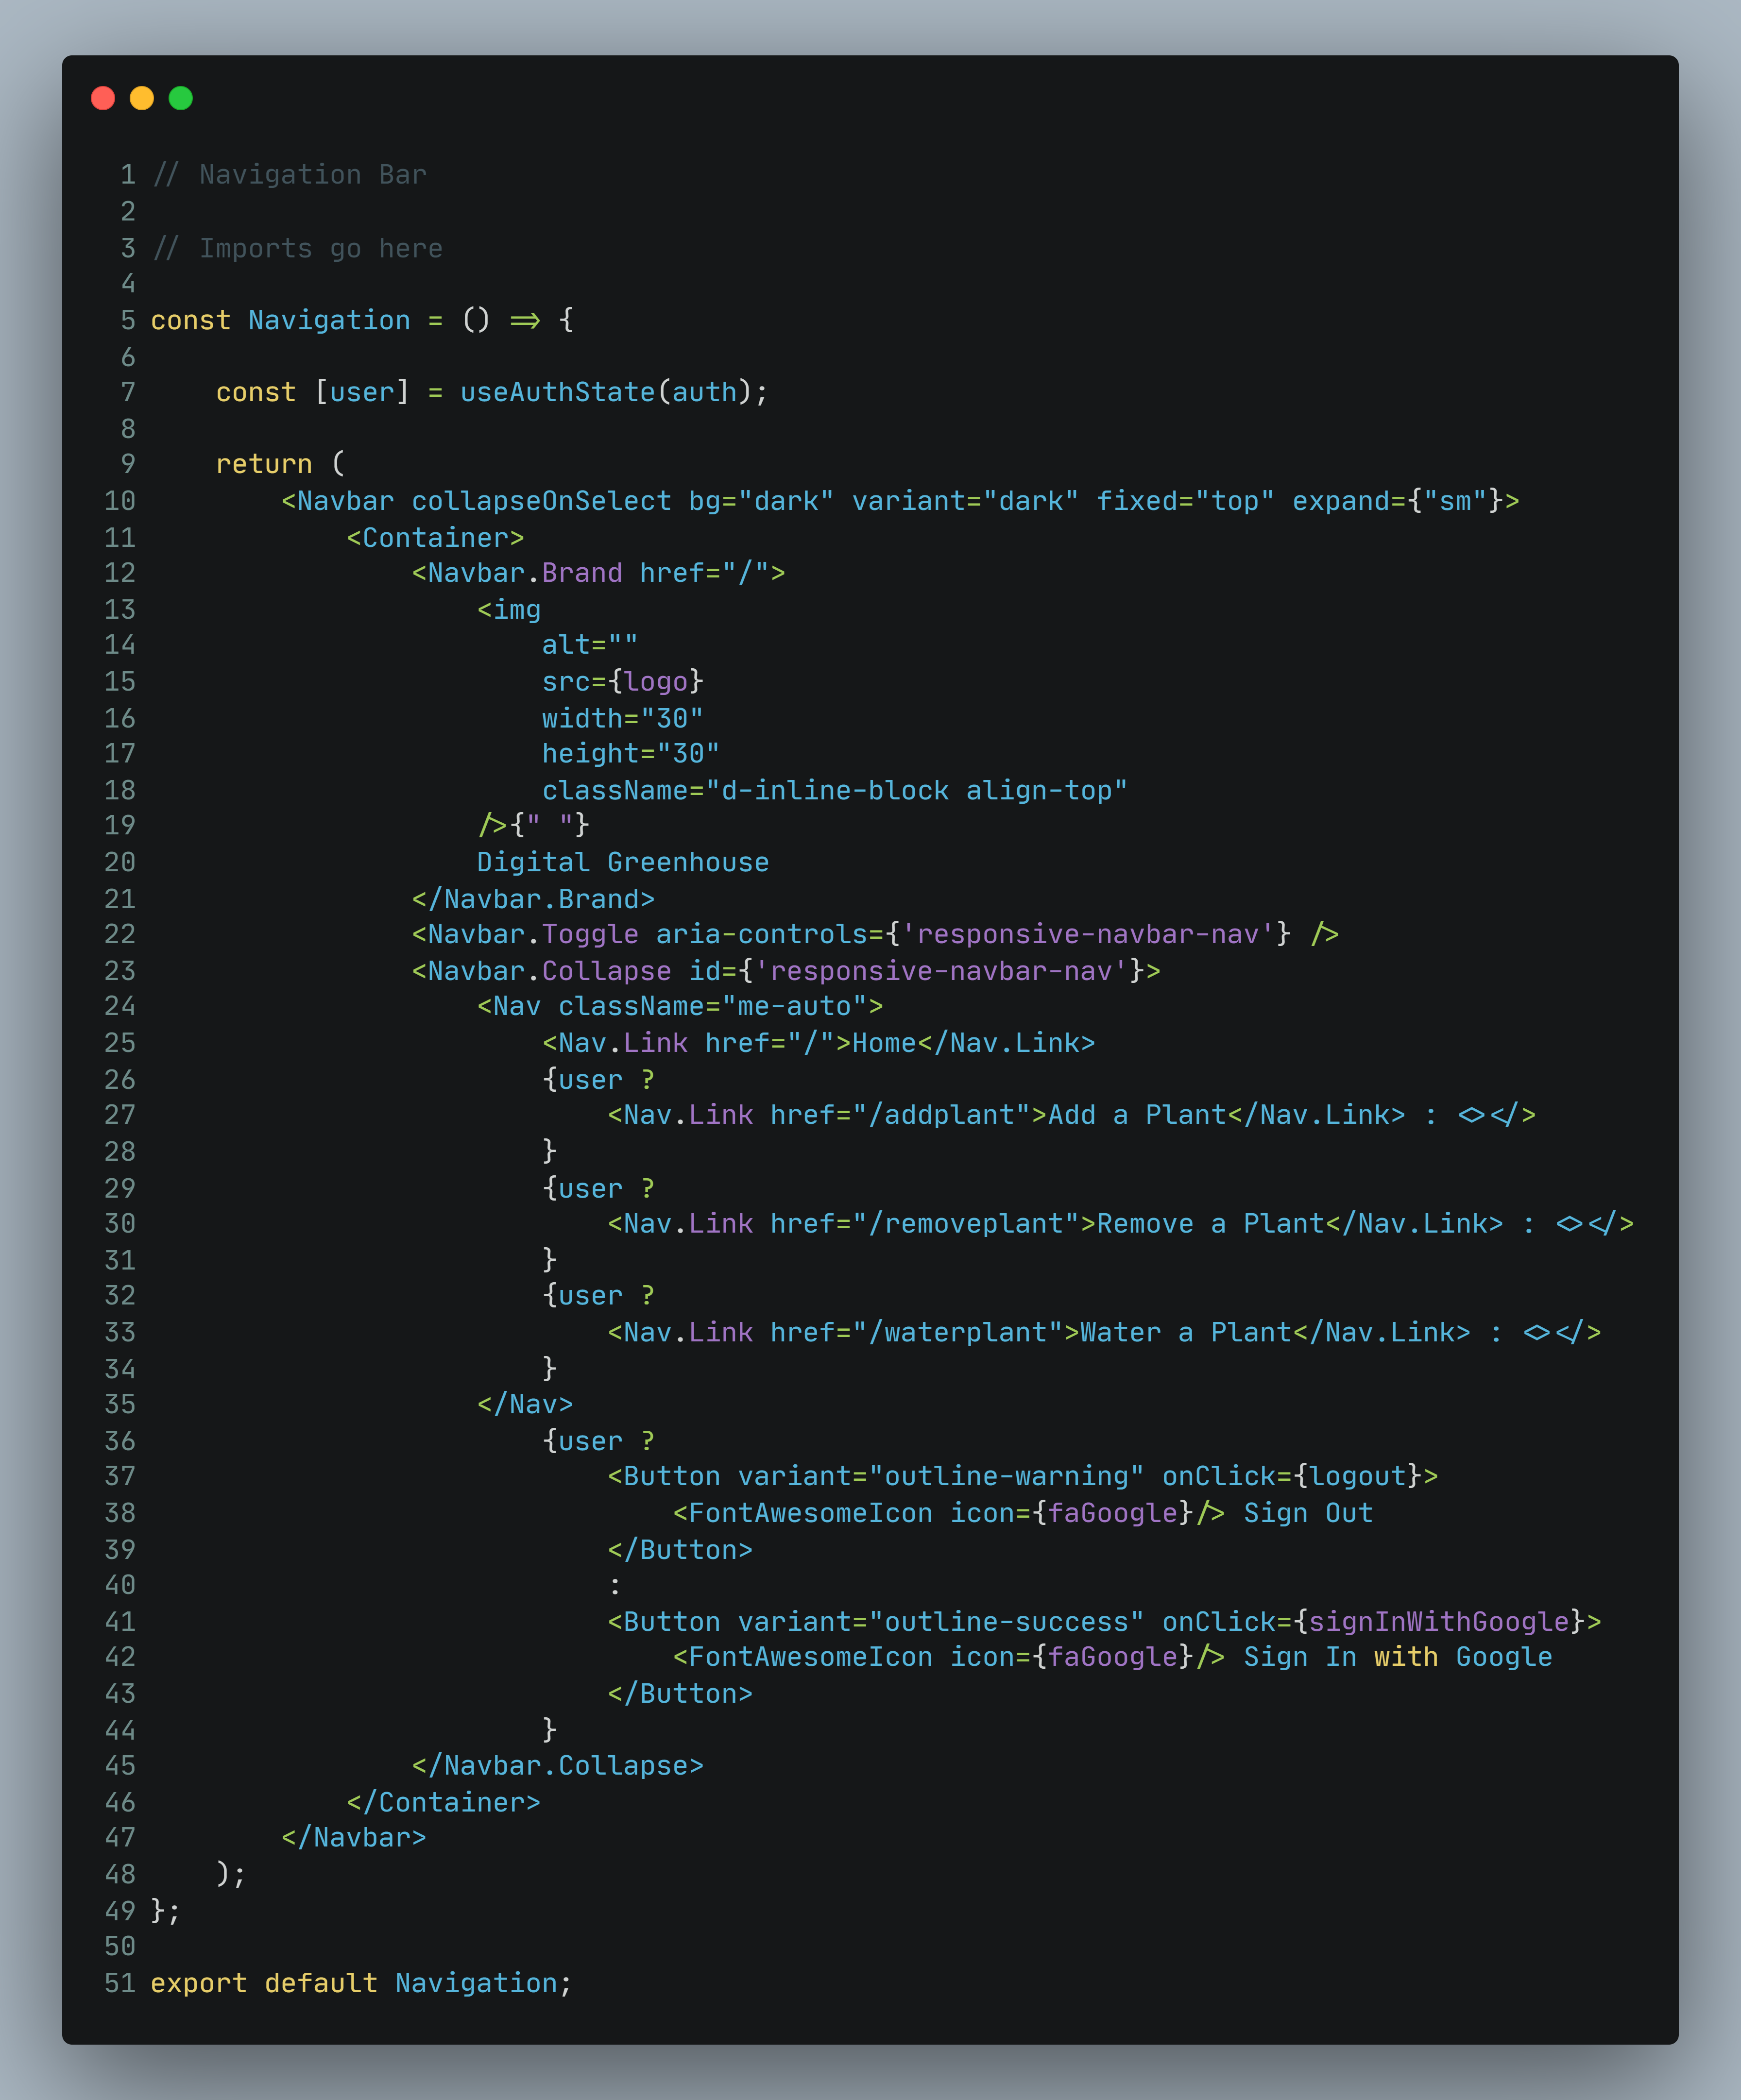 1 // Navigation Bar
2
3 // Imports go here
4
5 const Navigation = () => {
6
7     const [user] = useAuthState(auth);
8
9     return (
10         <Navbar collapseOnSelect bg="dark" variant="dark" fixed="top" expand={"sm"}>
11             <Container>
12                 <Navbar.Brand href="/">
13                     <img
14                         alt=""
15                         src={logo}
16                         width="30"
17                         height="30"
18                         className="d-inline-block align-top"
19                     />{" "}
20                     Digital Greenhouse
21                 </Navbar.Brand>
22                 <Navbar.Toggle aria-controls={'responsive-navbar-nav'} />
23                 <Navbar.Collapse id={'responsive-navbar-nav'}>
24                     <Nav className="me-auto">
25                         <Nav.Link href="/">Home</Nav.Link>
26                         {user ?
27                             <Nav.Link href="/addplant">Add a Plant</Nav.Link> : <></>
28                         }
29                         {user ?
30                             <Nav.Link href="/removeplant">Remove a Plant</Nav.Link> : <></>
31                         }
32                         {user ?
33                             <Nav.Link href="/waterplant">Water a Plant</Nav.Link> : <></>
34                         }
35                     </Nav>
36                         {user ?
37                             <Button variant="outline-warning" onClick={logout}>
38                                 <FontAwesomeIcon icon={faGoogle}/> Sign Out
39                             </Button>
40                             :
41                             <Button variant="outline-success" onClick={signInWithGoogle}>
42                                 <FontAwesomeIcon icon={faGoogle}/> Sign In with Google
43                             </Button>
44                         }
45                 </Navbar.Collapse>
46             </Container>
47         </Navbar>
48     );
49 };
50
51 export default Navigation;